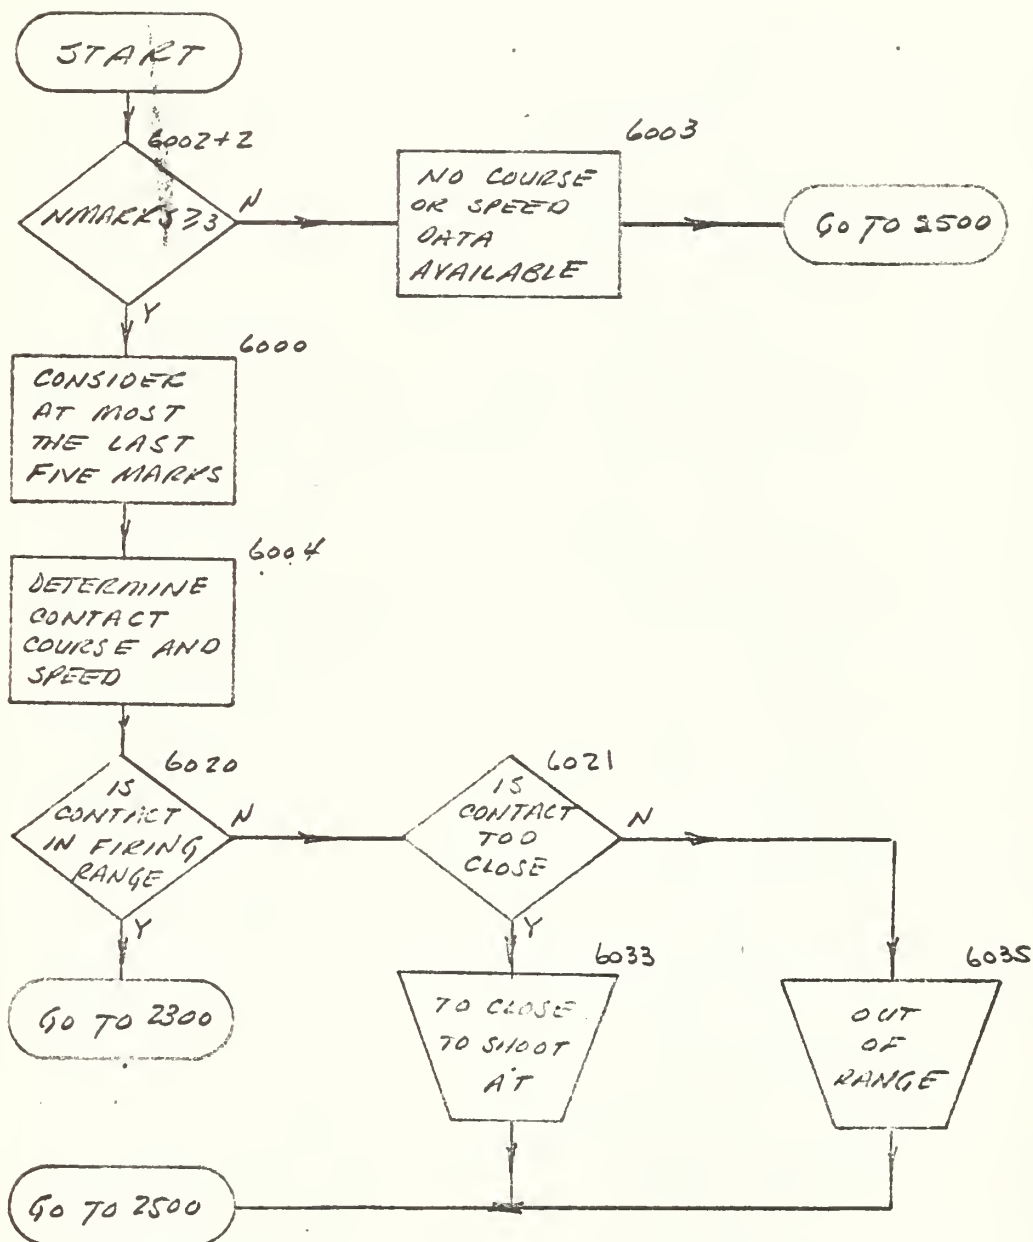 START
6002+2
NMARKS≥3
N
6003
NO COURSE
OR SPEED
DATA
AVAILABLE
GO TO 2500
Y
6000
CONSIDER
AT MOST
THE LAST
FIVE MARKS
6004
DETERMINE
CONTACT
COURSE AND
SPEED
6020
IS
CONTACT
IN FIRING
RANGE
N
6021
IS
CONTACT
TOO
CLOSE
N
Y
GO TO 2300
Y
6033
TO CLOSE
TO SHOOT
AT
6035
OUT
OF
RANGE
GO TO 2500